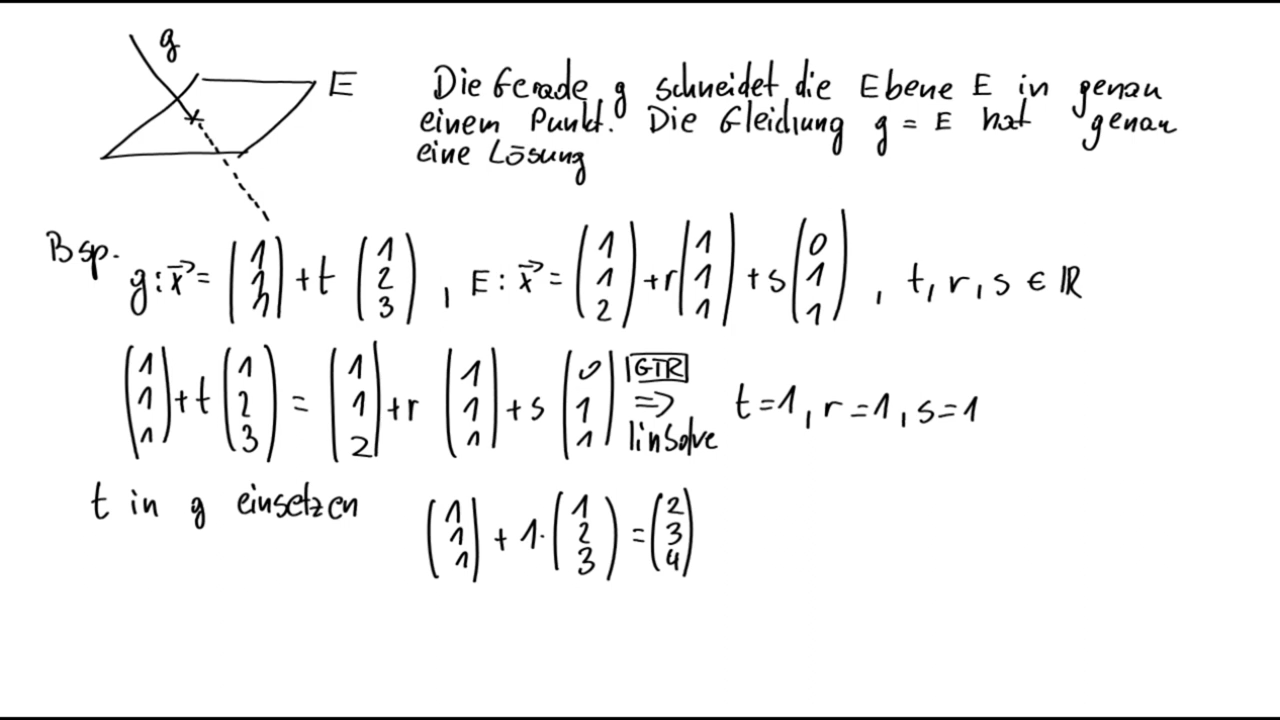 g
E
Die Gerade g schneidet die Ebene E in genau
einem Punkt. Die Gleichung g = E hat genau
eine Lösung
Bsp. g: x⃗ = (1 1 1) + t (1 2 3), E: x⃗ = (1 1 2) + r (1 1 1) + s (0 1 1), t, r, s ∈ ℝ
(1 1 1) + t (1 2 3) = (1 1 2) + r (1 1 1) + s (0 1 1) GTR ⇒ linSolve t=1, r=1, s=1
t in g einsetzen (1 1 1) + 1· (1 2 3) = (2 3 4)